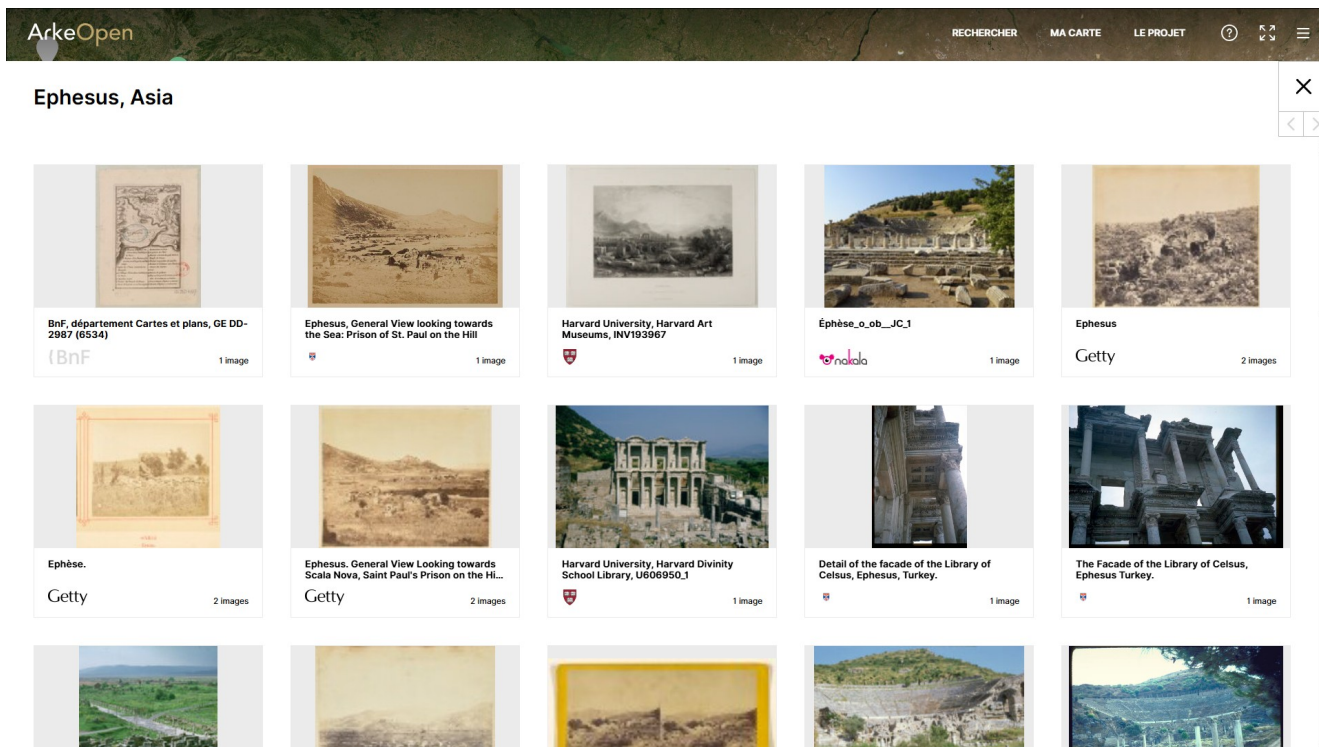 ArkeOpen
RECHERCHER
MA CARTE
LE PROJET
Ephesus, Asia
BnF, département Cartes et plans, GE DD-
2987 (6534)
(BnF
1 image
Ephesus, General View looking towards
the Sea: Prison of St. Paul on the Hill
1 image
Harvard University, Harvard Art
Museums, INV193967
1 image
Éphèse_o_ob__JC_1
nakala
1 image
Ephesus
Getty
2 images
Ephèse.
Getty
2 images
Ephesus. General View Looking towards
Scala Nova, Saint Paul's Prison on the Hi...
Getty
2 images
Harvard University, Harvard Divinity
School Library, U606950_1
1 image
Detail of the facade of the Library of
Celsus, Ephesus, Turkey.
1 image
The Facade of the Library of Celsus,
Ephesus Turkey.
1 image